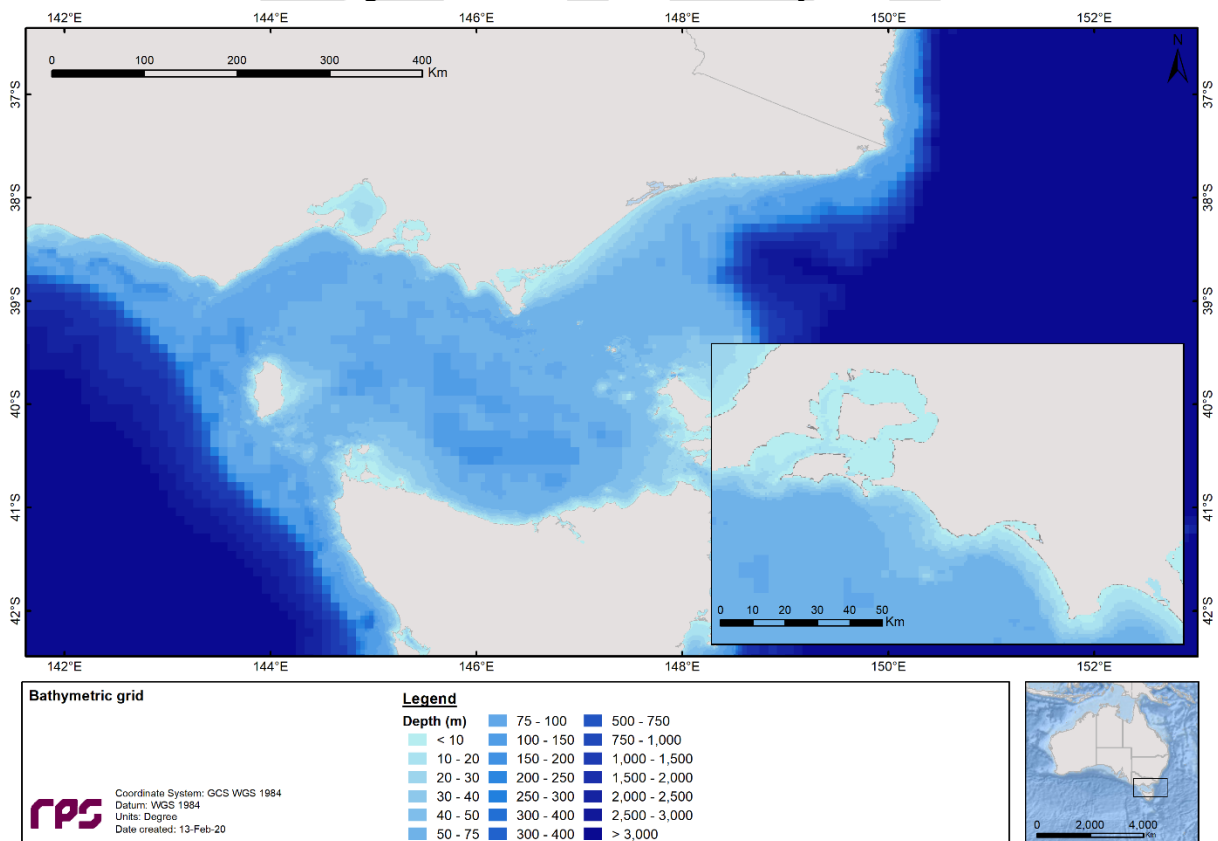 142°E 144°E 146°E 148°E 150°E 152°E
N
0 100 200 300 400
Km
37°S 37°S
38°S 38°S
39°S 39°S
40°S 40°S
41°S 41°S
42°S 42°S
0 10 20 30 40 50
Km
142°E 144°E 146°E 148°E 150°E 152°E
Bathymetric grid
Legend
Depth (m) 75 - 100 500 - 750
< 10 100 - 150 750 - 1,000
10 - 20 150 - 200 1,000 - 1,500
20 - 30 200 - 250 1,500 - 2,000
30 - 40 250 - 300 2,000 - 2,500
40 - 50 300 - 400 2,500 - 3,000
50 - 75 300 - 400 > 3,000
rps
Coordinate System: GCS WGS 1984
Datum: WGS 1984
Units: Degree
Date created: 13-Feb-20
0 2,000 4,000
Km